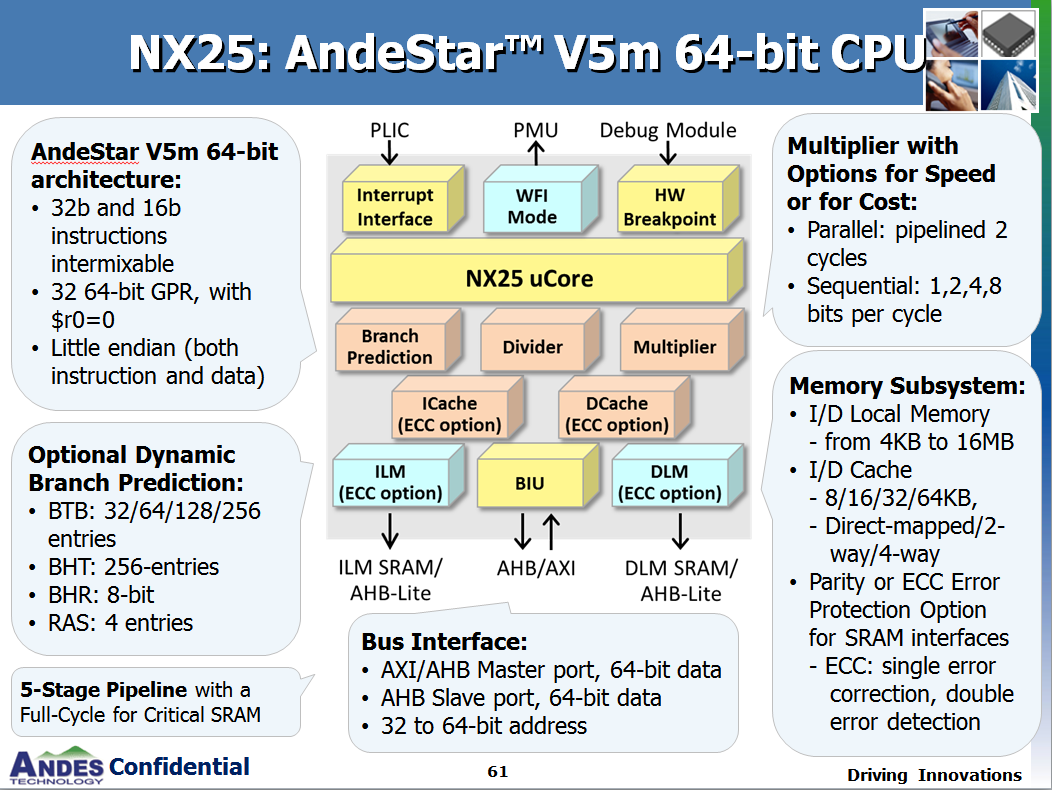 NX25: AndeStar™ V5m 64-bit CPU
AndeStar V5m 64-bit
architecture:
• 32b and 16b
instructions
intermixable
• 32 64-bit GPR, with
$r0=0
• Little endian (both
instruction and data)
Optional Dynamic
Branch Prediction:
• BTB: 32/64/128/256
entries
• BHT: 256-entries
• BHR: 8-bit
• RAS: 4 entries
5-Stage Pipeline with a
Full-Cycle for Critical SRAM
PLIC
PMU
Debug Module
Interrupt
Interface
WFI
Mode
HW
Breakpoint
NX25 uCore
Branch
Prediction
Divider
Multiplier
ICache
(ECC option)
DCache
(ECC option)
ILM
(ECC option)
BIU
DLM
(ECC option)
ILM SRAM/
AHB-Lite
AHB/AXI
DLM SRAM/
AHB-Lite
Bus Interface:
• AXI/AHB Master port, 64-bit data
• AHB Slave port, 64-bit data
• 32 to 64-bit address
Multiplier with
Options for Speed
or for Cost:
• Parallel: pipelined 2
cycles
• Sequential: 1,2,4,8
bits per cycle
Memory Subsystem:
• I/D Local Memory
- from 4KB to 16MB
• I/D Cache
- 8/16/32/64KB,
- Direct-mapped/2-
way/4-way
• Parity or ECC Error
Protection Option
for SRAM interfaces
- ECC: single error
correction, double
error detection
ANDES
TECHNOLOGY
Confidential
61
Driving Innovations